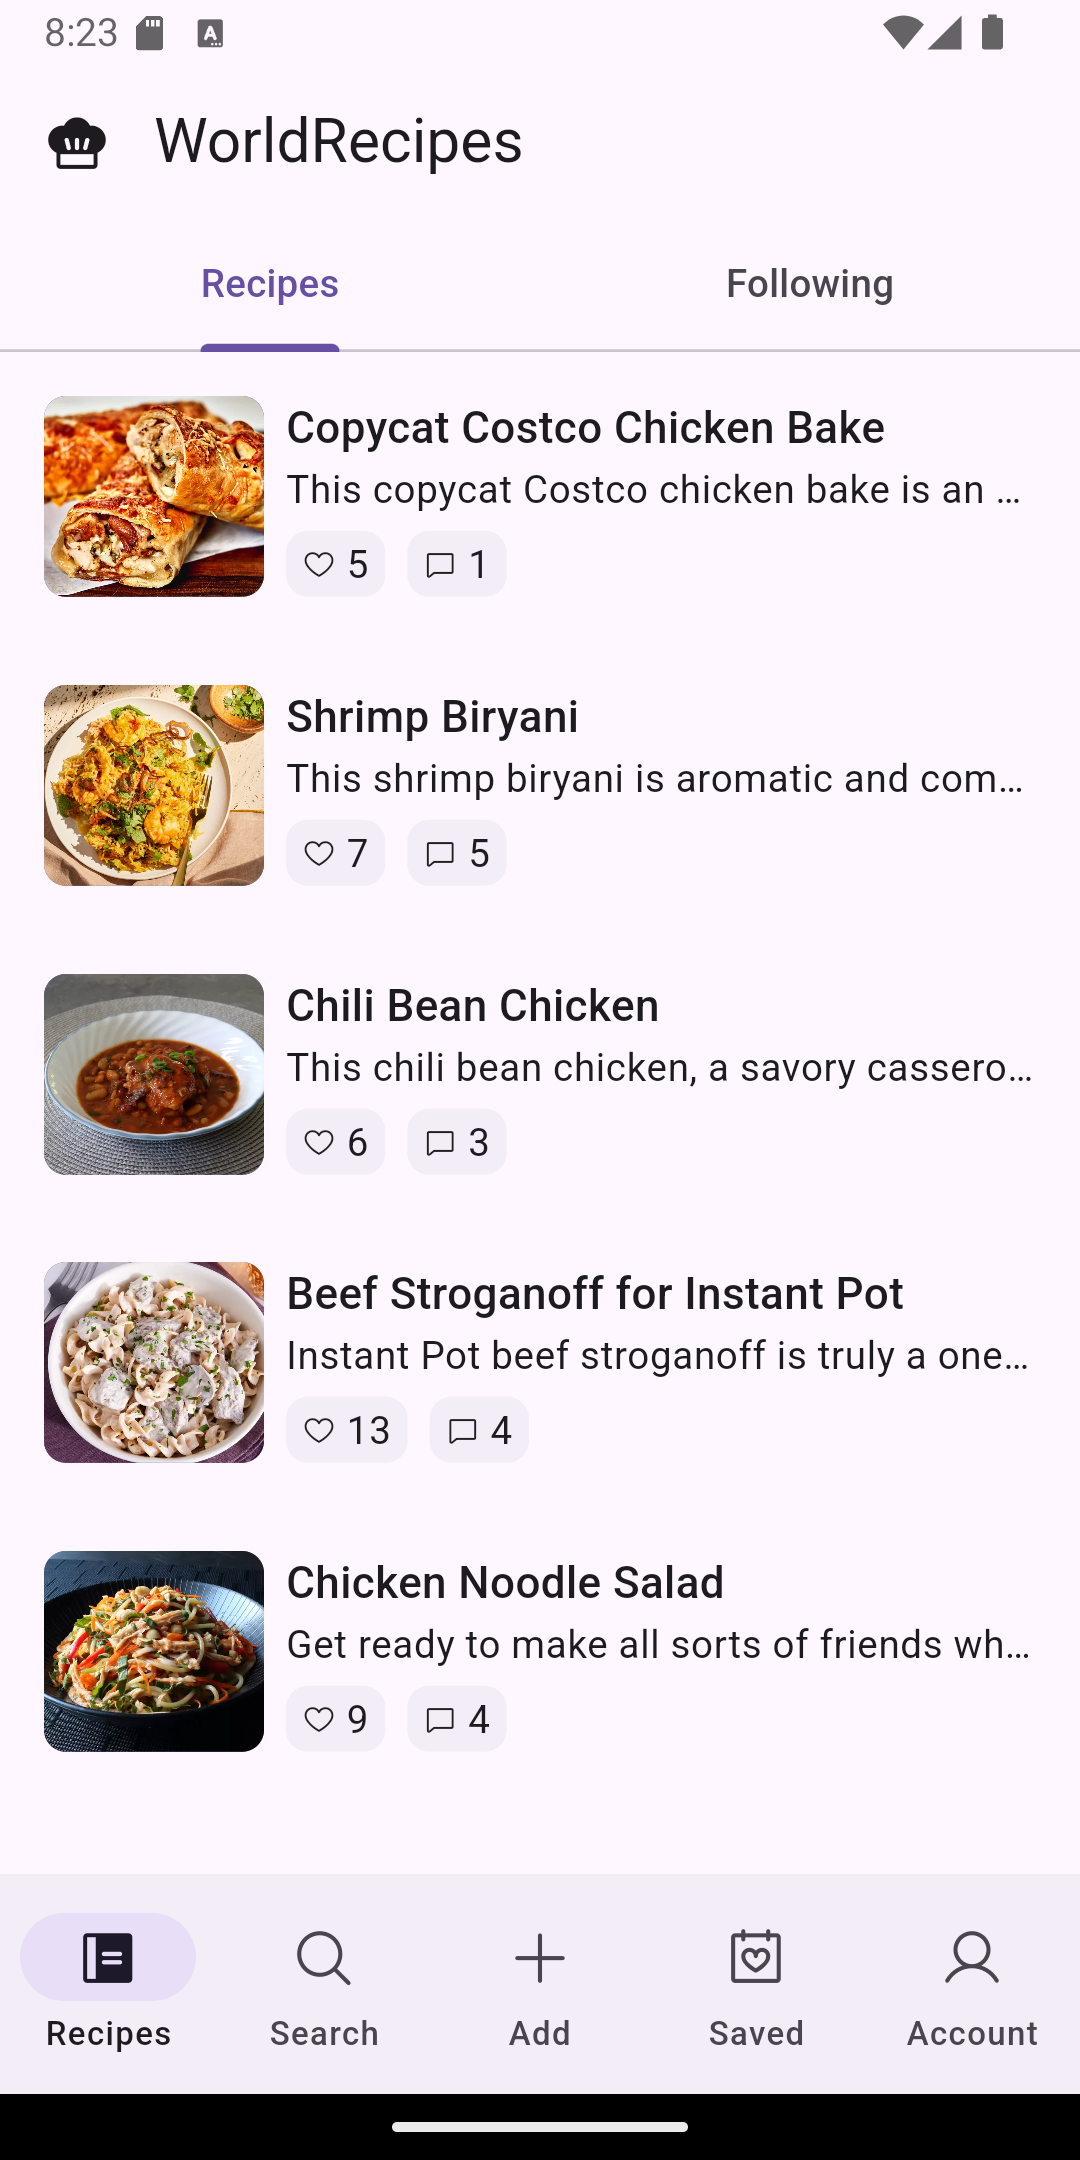 8:23
WorldRecipes
Recipes
Following
Copycat Costco Chicken Bake
This copycat Costco chicken bake is an ...
5 1
Shrimp Biryani
This shrimp biryani is aromatic and com...
7 5
Chili Bean Chicken
This chili bean chicken, a savory cassero...
6 3
Beef Stroganoff for Instant Pot
Instant Pot beef stroganoff is truly a one...
13 4
Chicken Noodle Salad
Get ready to make all sorts of friends wh...
9 4
Recipes
Search
Add
Saved
Account